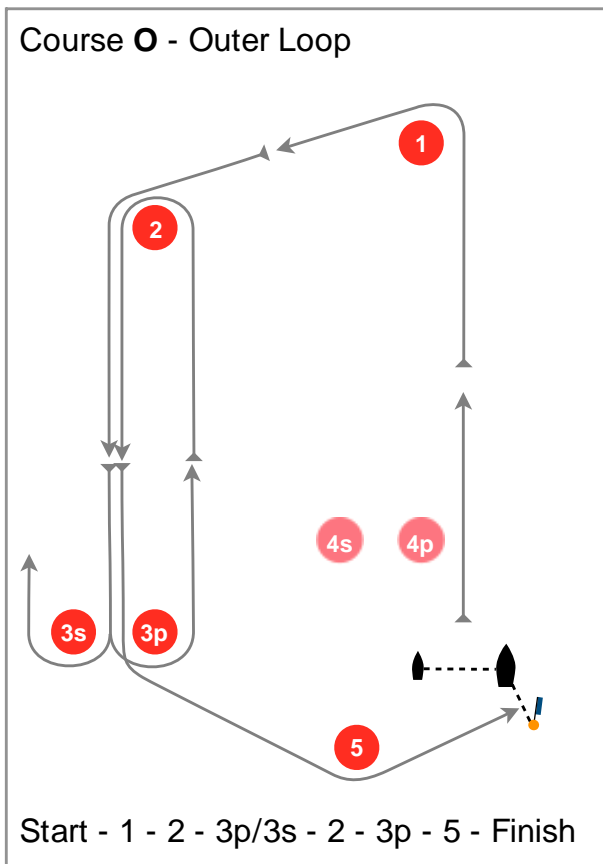 Course O - Outer Loop
1
2
4s 4p
3s 3p
5
Start - 1 - 2 - 3p/3s - 2 - 3p - 5 - Finish